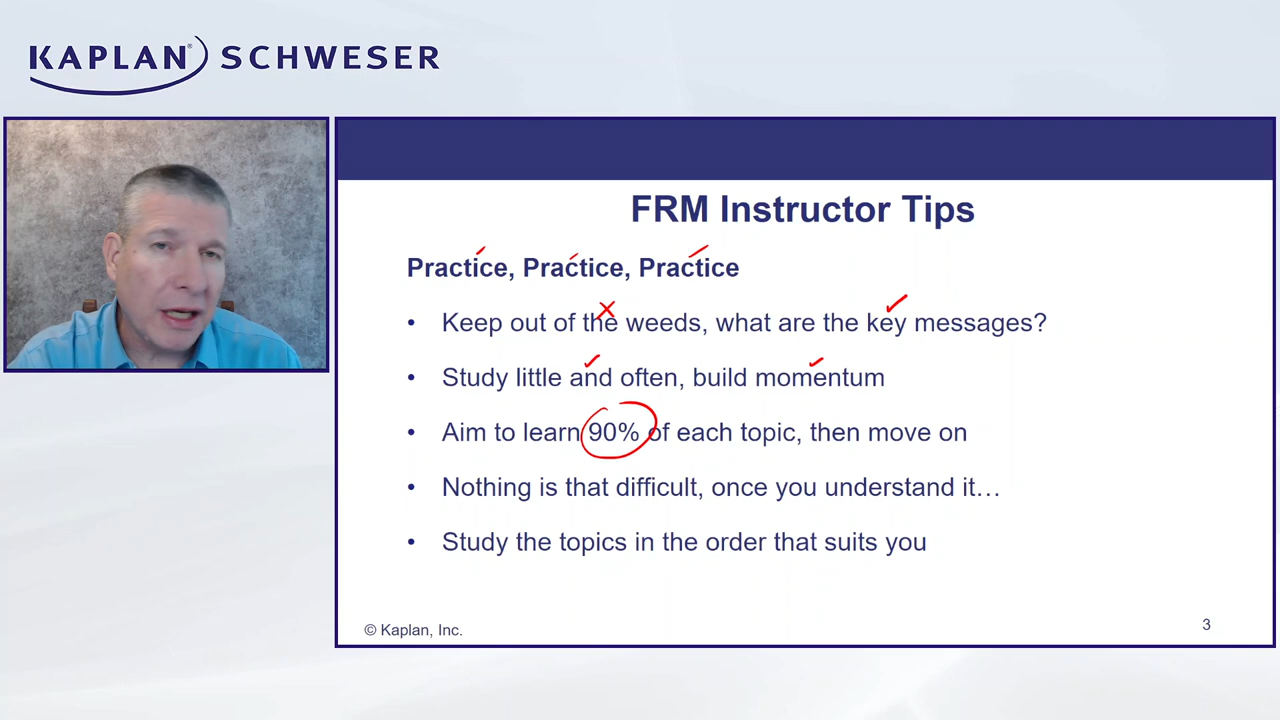 KAPLAN® SCHWESER
FRM Instructor Tips
Practice, Practice, Practice
• Keep out of the weeds, what are the key messages?
• Study little and often, build momentum
• Aim to learn 90% of each topic, then move on
• Nothing is that difficult, once you understand it…
• Study the topics in the order that suits you
© Kaplan, Inc.
3